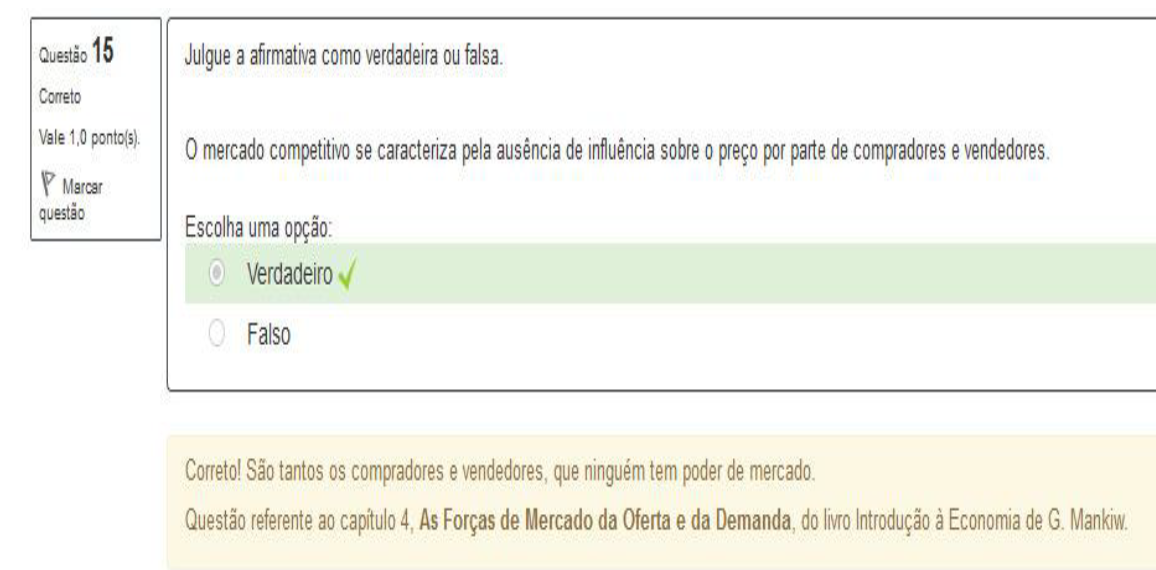 Questão 15
Correto
Vale 1,0 ponto(s).
Marcar
questão
Julgue a afirmativa como verdadeira ou falsa.
O mercado competitivo se caracteriza pela ausência de influência sobre o preço por parte de compradores e vendedores.
Escolha uma opção:
Verdadeiro
Falso
Correto! São tantos os compradores e vendedores, que ninguém tem poder de mercado.
Questão referente ao capítulo 4, As Forças de Mercado da Oferta e da Demanda, do livro Introdução à Economia de G. Mankiw.